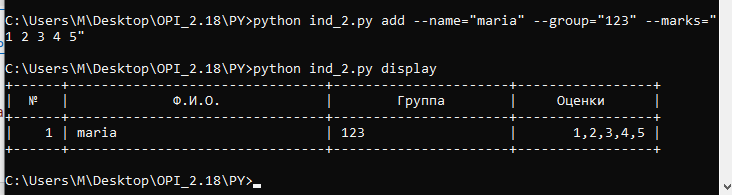 C:\Users\M\Desktop\OPI_2.18\PY>python ind_2.py add --name="maria" --group="123" --marks="
1 2 3 4 5"
C:\Users\M\Desktop\OPI_2.18\PY>python ind_2.py display
+------+--------------------------------+----------------------+-----------------+
|  №   |             Ф.И.О.             |        Группа        |     Оценки      |
+------+--------------------------------+----------------------+-----------------+
|    1 | maria                          | 123                  |       1,2,3,4,5 |
+------+--------------------------------+----------------------+-----------------+
C:\Users\M\Desktop\OPI_2.18\PY>